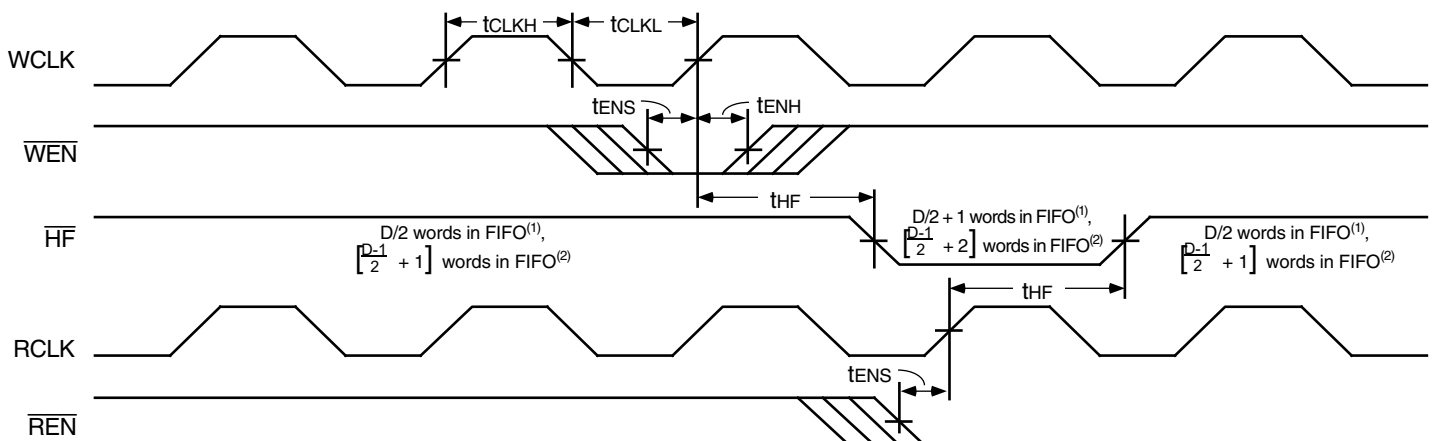 tCLKH
tCLKL
WCLK
tENS
tENH
WEN
tHF
HF
D/2 words in FIFO(1),
[D-1/2 + 1] words in FIFO(2)
D/2 + 1 words in FIFO(1),
[D-1/2 + 2] words in FIFO(2)
D/2 words in FIFO(1),
[D-1/2 + 1] words in FIFO(2)
tHF
RCLK
tENS
REN